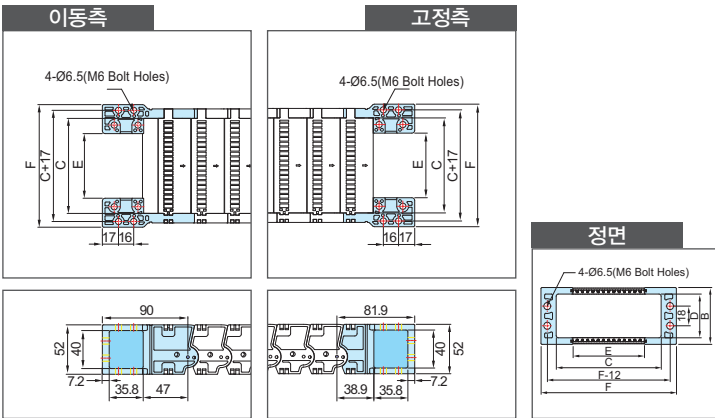 이동측
고정측
4-Ø6.5(M6 Bolt Holes)
4-Ø6.5(M6 Bolt Holes)
F
C+17
C
E
17
16
E
C
C+17
F
16
17
정면
4-Ø6.5(M6 Bolt Holes)
18
D
B
E
C
F-12
F
90
52
40
7.2
35.8
47
81.9
40
52
38.9
35.8
7.2